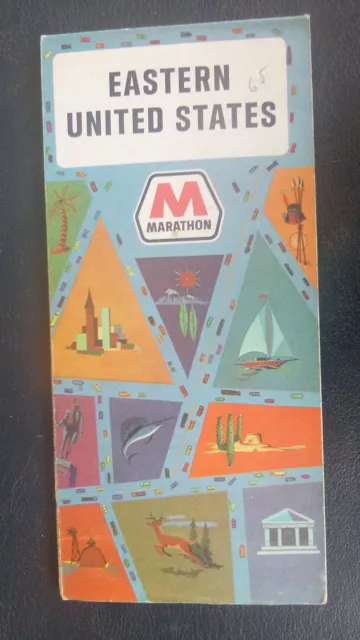 EASTERN
65
UNITED STATES
M
MARATHON